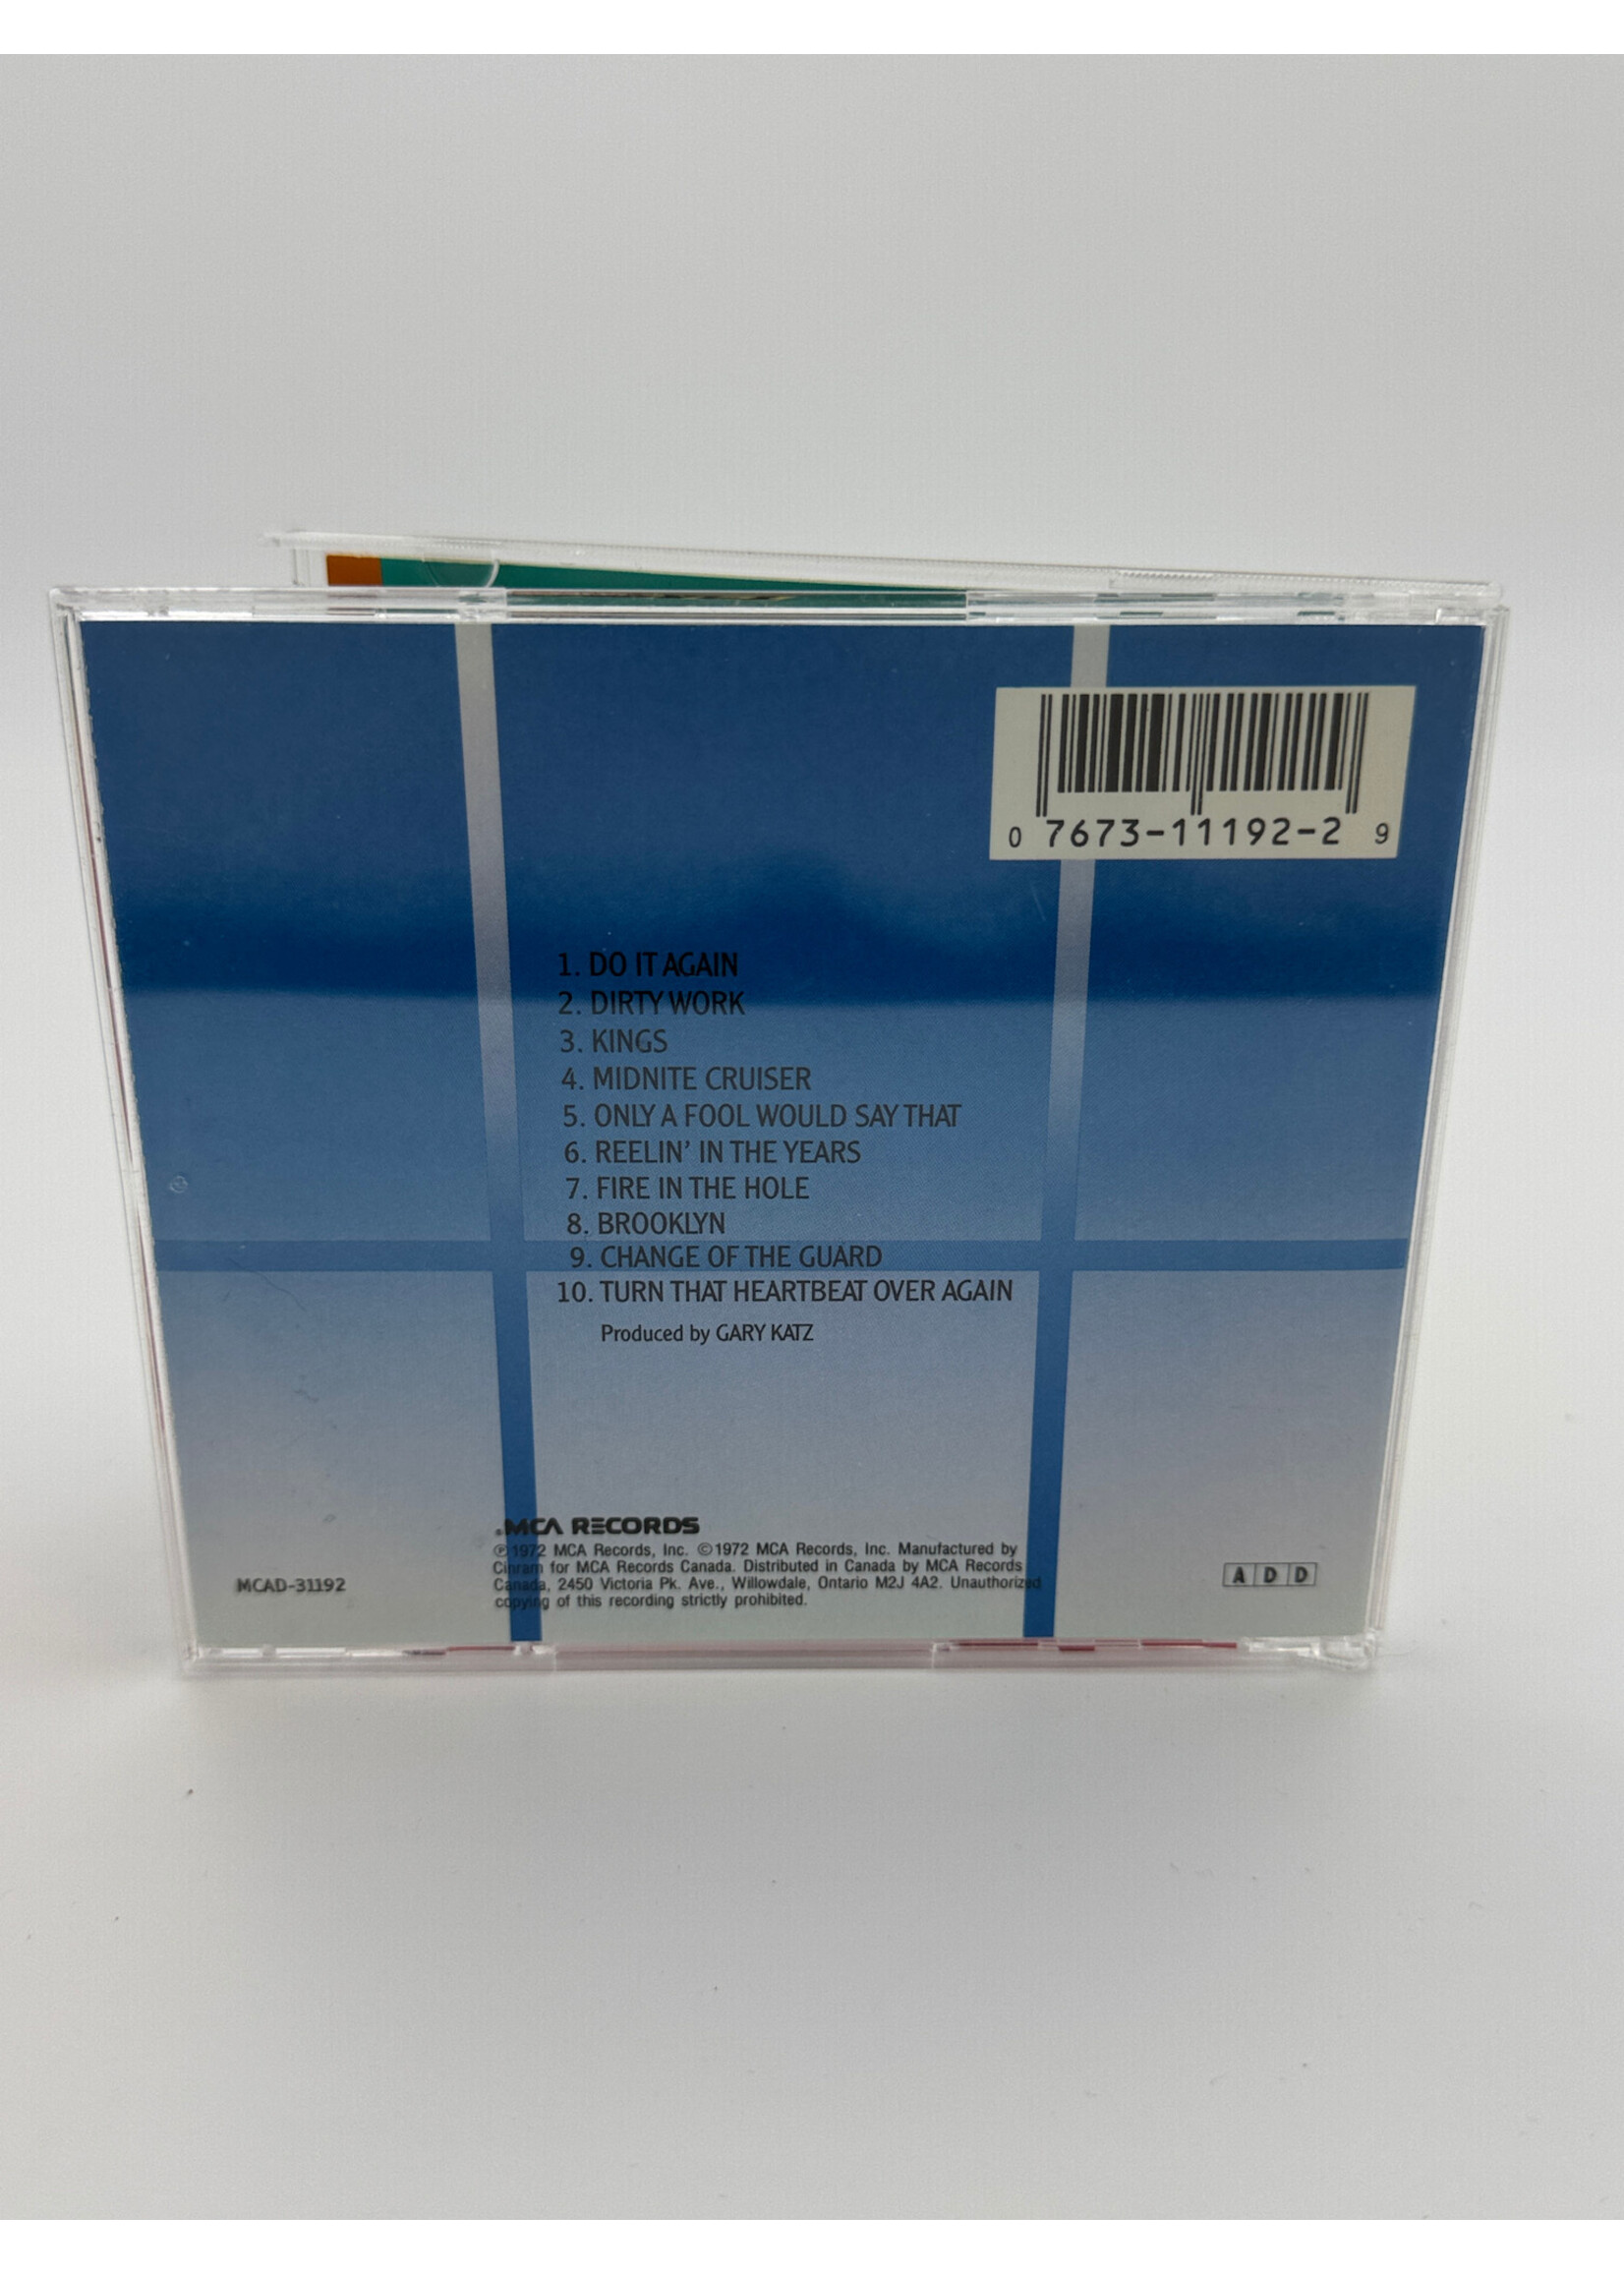 0 7673-11192-2 9
1. DO IT AGAIN
2. DIRTY WORK
3. KINGS
4. MIDNITE CRUISER
5. ONLY A FOOL WOULD SAY THAT
6. REELIN' IN THE YEARS
7. FIRE IN THE HOLE
8. BROOKLYN
9. CHANGE OF THE GUARD
10. TURN THAT HEARTBEAT OVER AGAIN
Produced by GARY KATZ
MCA RECORDS
℗1972 MCA Records, Inc. ©1972 MCA Records, Inc. Manufactured by
Cinram for MCA Records Canada. Distributed in Canada by MCA Records
Canada, 2450 Victoria Pk. Ave., Willowdale, Ontario M2J 4A2. Unauthorized
copying of this recording strictly prohibited.
MCAD-31192
A D D